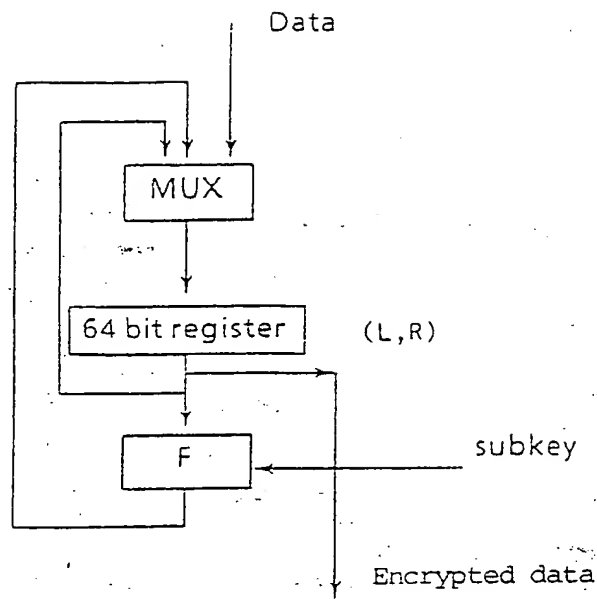 Data
MUX
64 bit register
(L,R)
F
subkey
Encrypted data